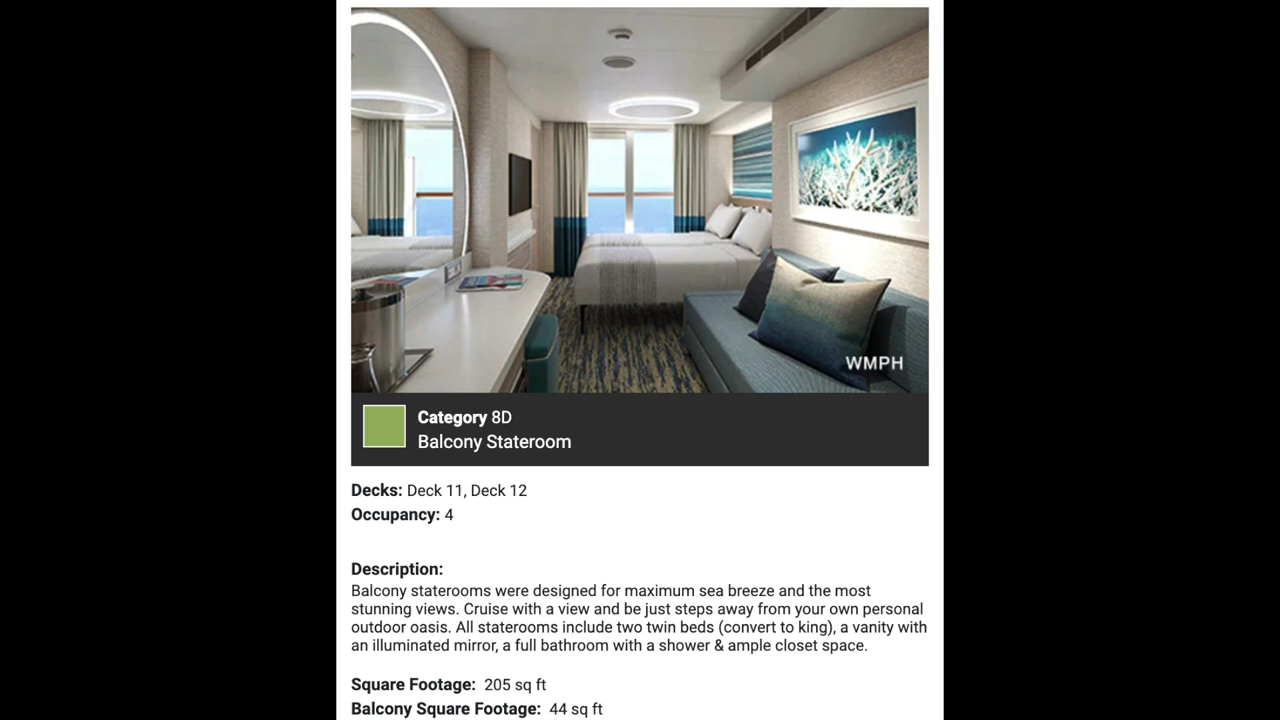 WMPH
Category 8D
Balcony Stateroom
Decks: Deck 11, Deck 12
Occupancy: 4
Description:
Balcony staterooms were designed for maximum sea breeze and the most
stunning views. Cruise with a view and be just steps away from your own personal
outdoor oasis. All staterooms include two twin beds (convert to king), a vanity with
an illuminated mirror, a full bathroom with a shower & ample closet space.
Square Footage: 205 sq ft
Balcony Square Footage: 44 sq ft